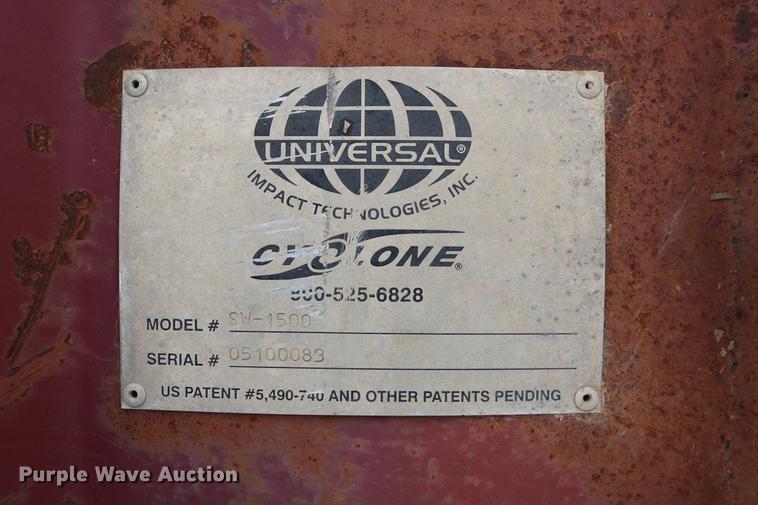 UNIVERSAL®
IMPACT TECHNOLOGIES, INC.
CYCLONE®
800-525-6828
MODEL # SW-1500
SERIAL # 05100083
US PATENT #5,490-740 AND OTHER PATENTS PENDING
Purple Wave Auction